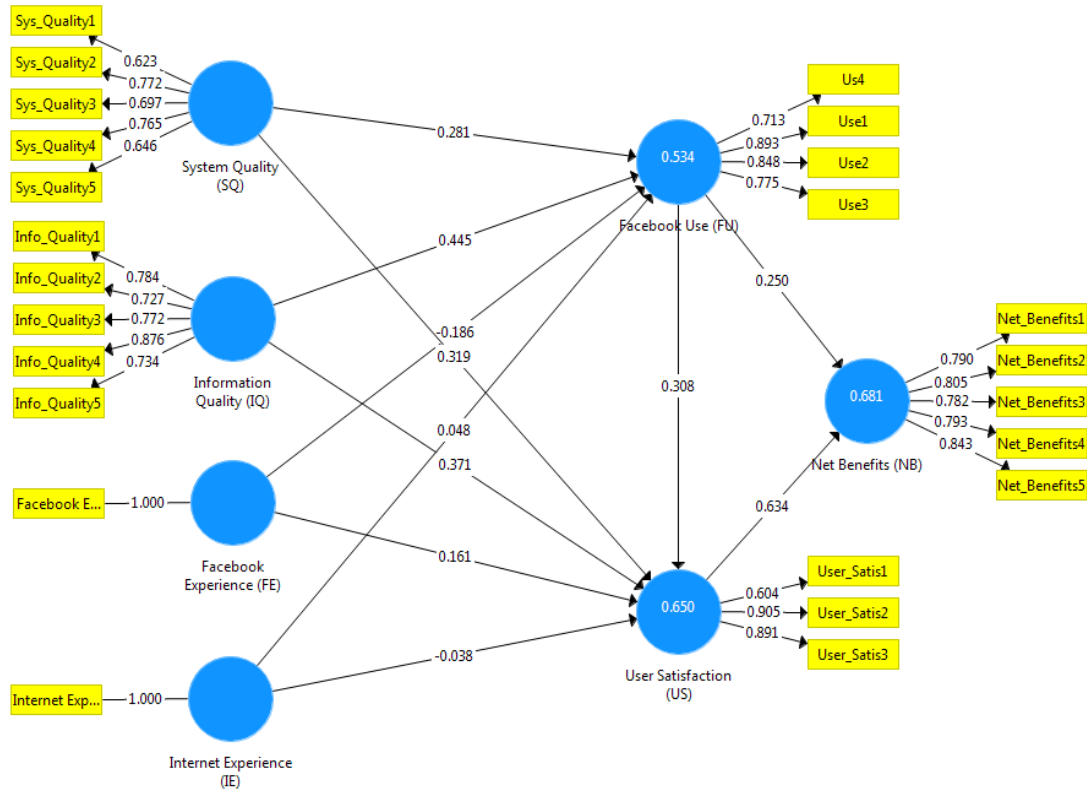 Sys_Quality1
Sys_Quality2
Sys_Quality3
Sys_Quality4
Sys_Quality5
0.623
0.772
0.697
0.765
0.646
System Quality
(SQ)
Info_Quality1
Info_Quality2
Info_Quality3
Info_Quality4
Info_Quality5
0.784
0.727
0.772
0.876
0.734
Information
Quality (IQ)
Facebook E...
1.000
Facebook
Experience (FE)
Internet Exp...
1.000
Internet Experience
(IE)
0.281
0.445
-0.186
0.319
0.048
0.371
0.161
-0.038
0.534
Facebook Use (FU)
0.713
0.893
0.848
0.775
Us4
Use1
Use2
Use3
0.308
0.250
0.634
0.650
User Satisfaction
(US)
0.604
0.905
0.891
User_Satis1
User_Satis2
User_Satis3
0.681
Net Benefits (NB)
0.790
0.805
0.782
0.793
0.843
Net_Benefits1
Net_Benefits2
Net_Benefits3
Net_Benefits4
Net_Benefits5